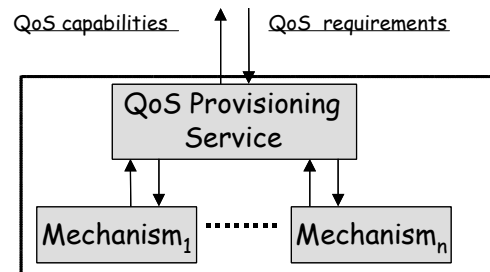 QoS capabilities QoS requirements
QoS Provisioning
Service
Mechanism₁ Mechanismₙ